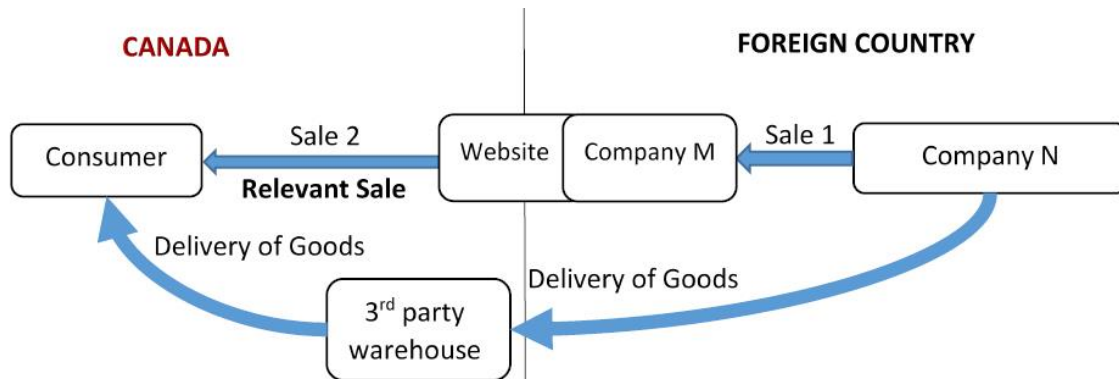 CANADA
FOREIGN COUNTRY
Consumer
Sale 2
Relevant Sale
Website
Company M
Sale 1
Company N
Delivery of Goods
Delivery of Goods
3rd party
warehouse